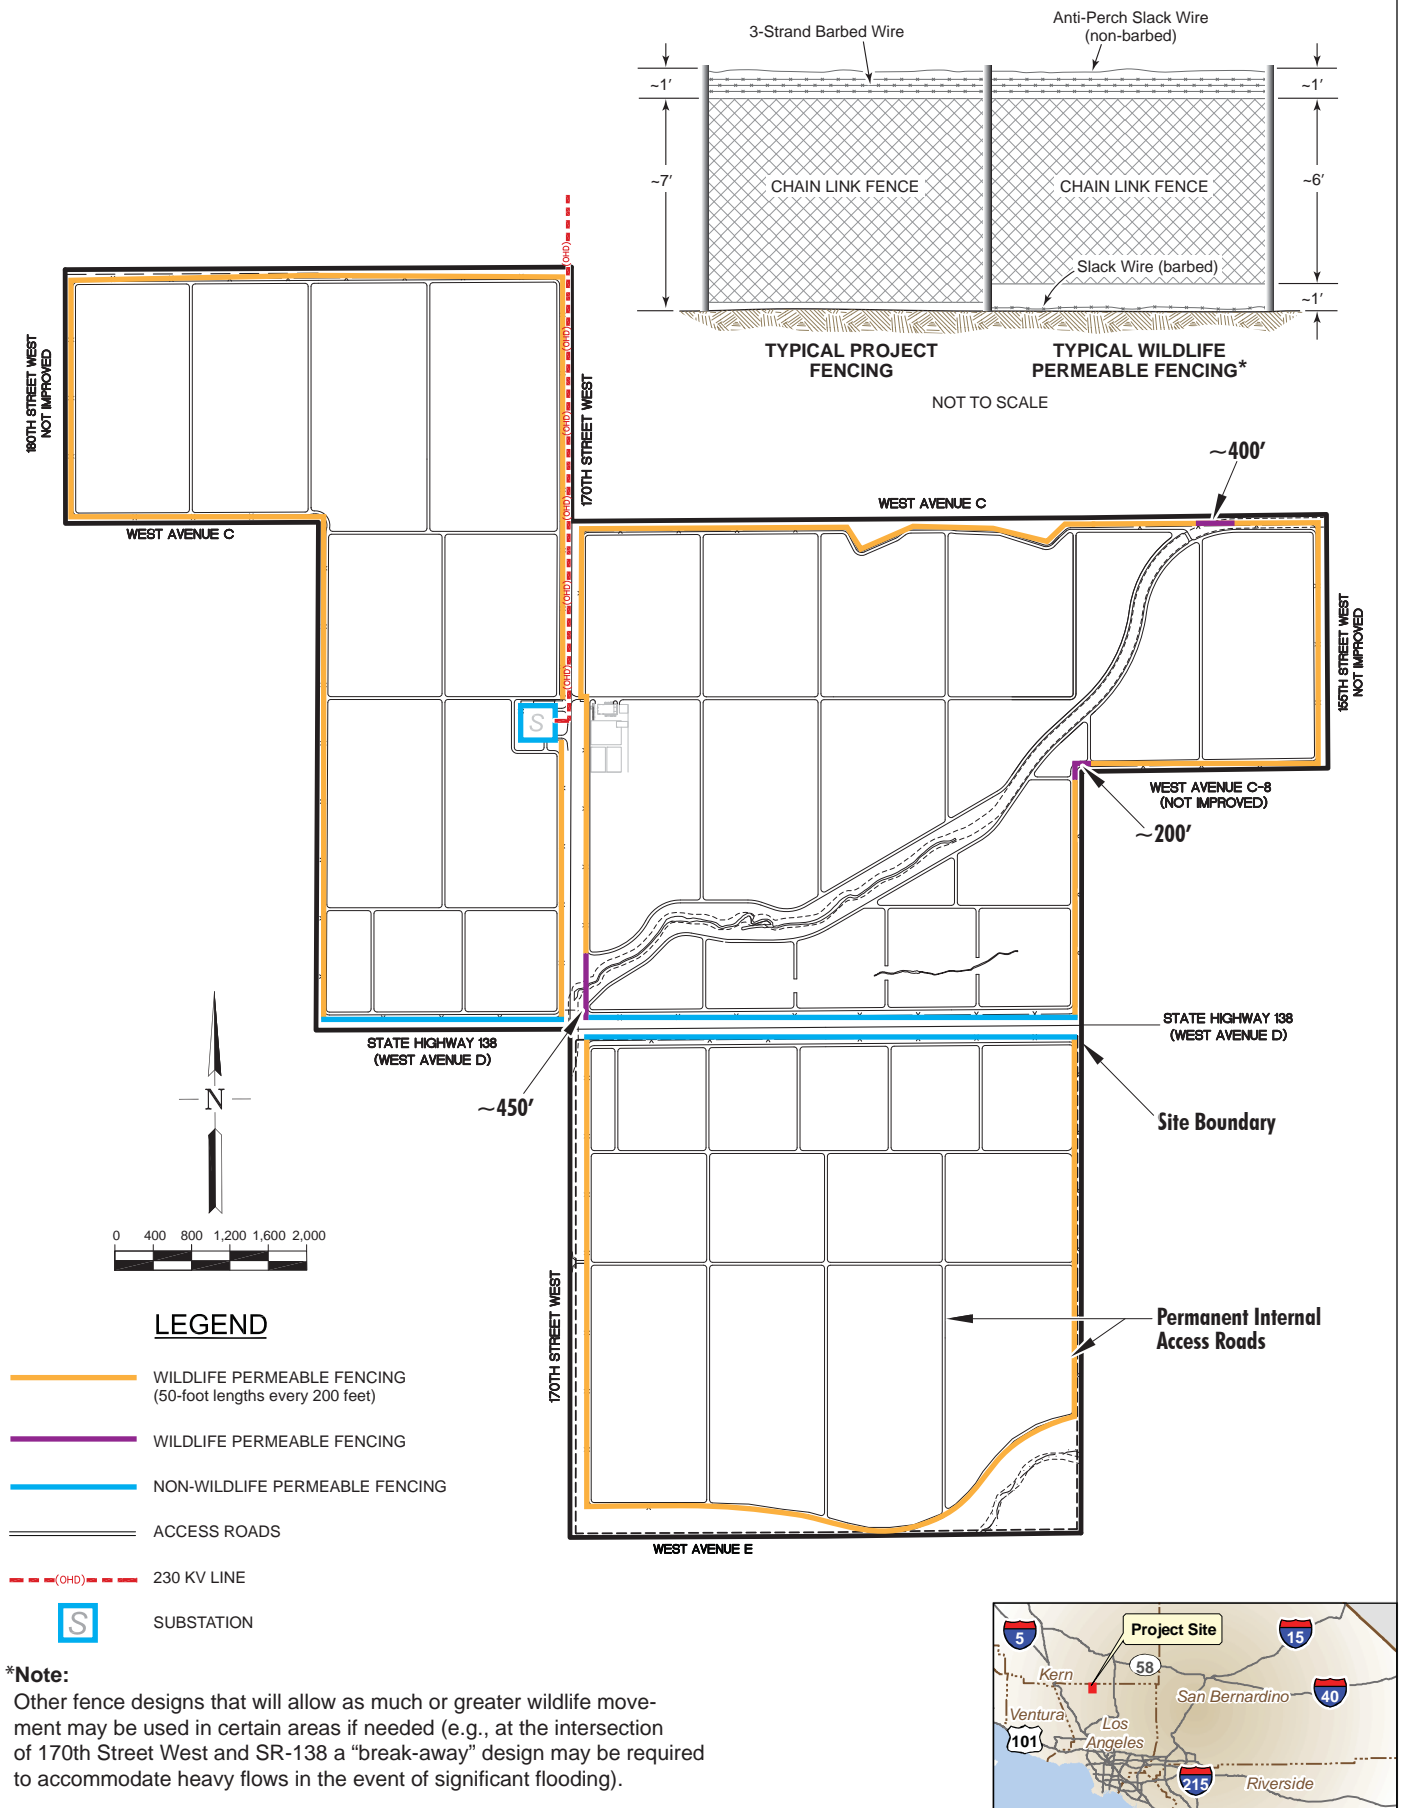 3-Strand Barbed Wire
Anti-Perch Slack Wire
(non-barbed)
~1'
~1'
~7'
CHAIN LINK FENCE
CHAIN LINK FENCE
~6'
Slack Wire (barbed)
~1'
TYPICAL PROJECT
FENCING
TYPICAL WILDLIFE
PERMEABLE FENCING*
NOT TO SCALE
180TH STREET WEST
NOT IMPROVED
(OHD)
(OHD)
(OHD)
(OHD)
(OHD)
(OHD)
170TH STREET WEST
WEST AVENUE C
WEST AVENUE C
~400'
155TH STREET WEST
NOT IMPROVED
S
WEST AVENUE C-8
(NOT IMPROVED)
~200'
STATE HIGHWAY 138
(WEST AVENUE D)
STATE HIGHWAY 138
(WEST AVENUE D)
~450'
Site Boundary
N
0 400 800 1,200 1,600 2,000
170TH STREET WEST
Permanent Internal
Access Roads
WEST AVENUE E
LEGEND
WILDLIFE PERMEABLE FENCING
(50-foot lengths every 200 feet)
WILDLIFE PERMEABLE FENCING
NON-WILDLIFE PERMEABLE FENCING
ACCESS ROADS
(OHD)
230 KV LINE
S
SUBSTATION
*Note:
Other fence designs that will allow as much or greater wildlife move-
ment may be used in certain areas if needed (e.g., at the intersection
of 170th Street West and SR-138 a “break-away” design may be required
to accommodate heavy flows in the event of significant flooding).
Project Site
5
15
58
Kern
San Bernardino
40
Ventura
101
Los
Angeles
215
Riverside